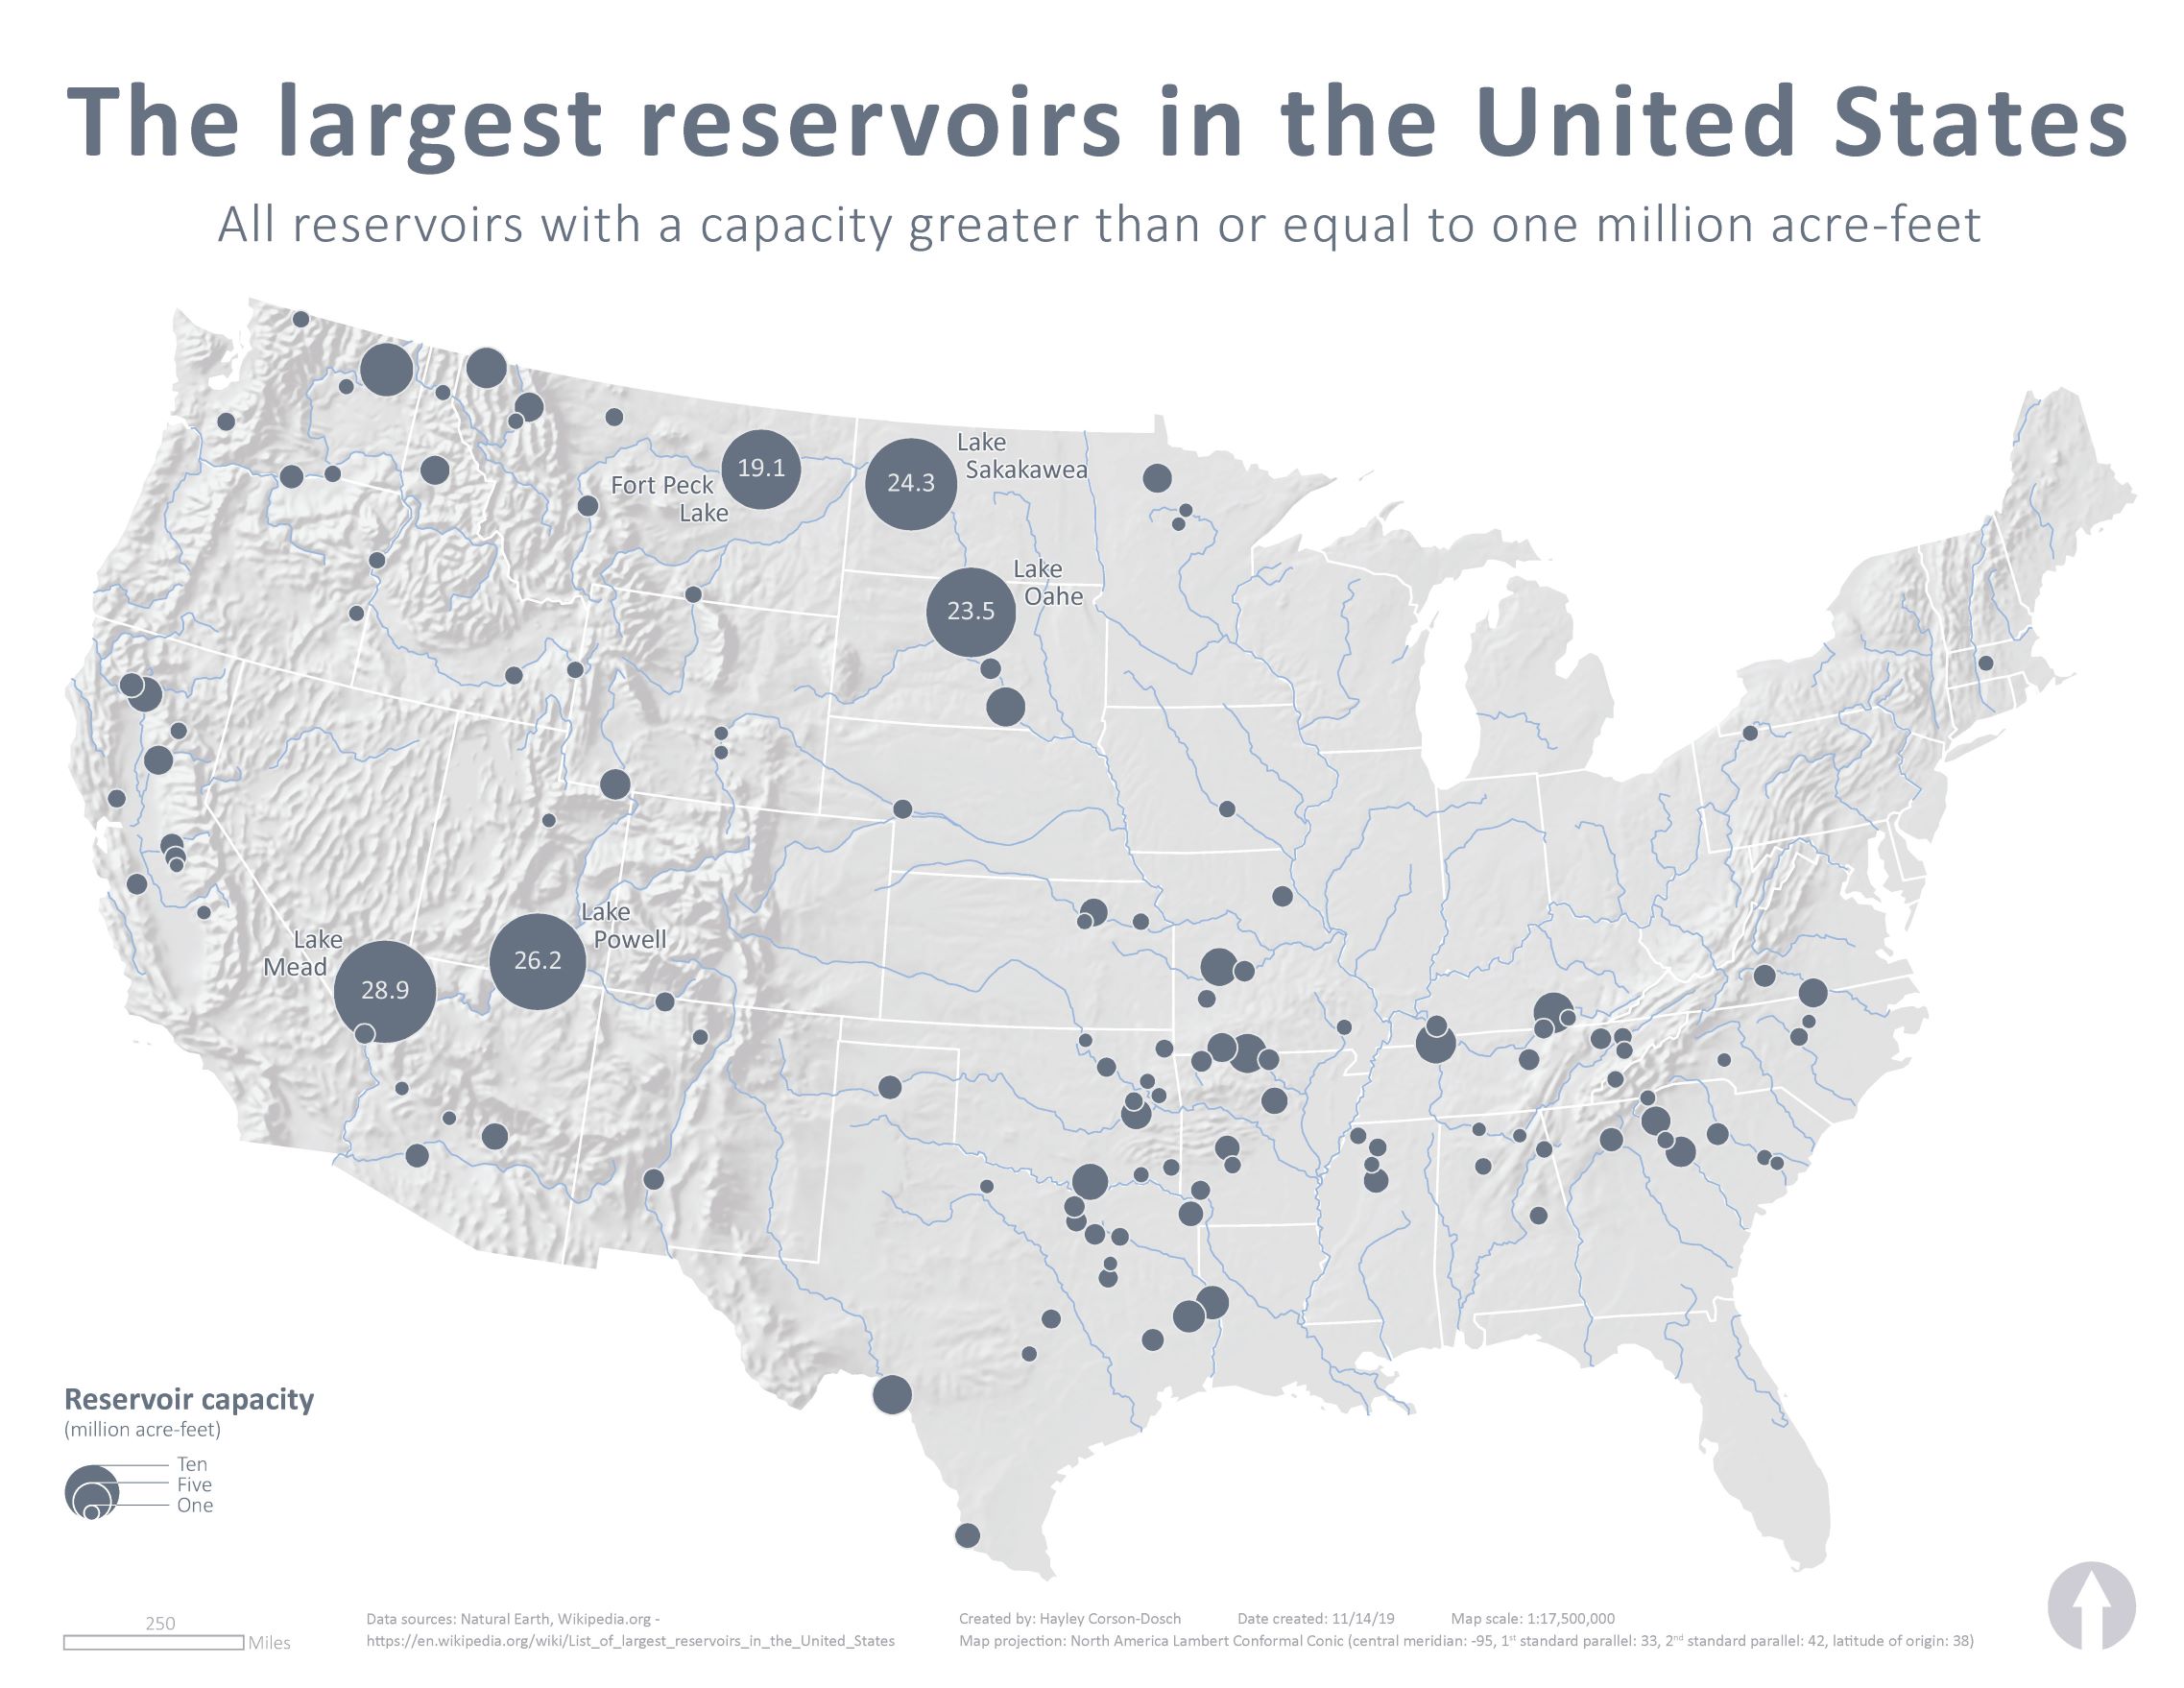 The largest reservoirs in the United States
All reservoirs with a capacity greater than or equal to one million acre-feet
Lake
Sakakawea
24.3
19.1
Fort Peck
Lake
Lake
Oahe
23.5
Lake
Powell
26.2
Lake
Mead
28.9
Reservoir capacity
(million acre-feet)
Ten
Five
One
250
Miles
Data sources: Natural Earth, Wikipedia.org -
https://en.wikipedia.org/wiki/List_of_largest_reservoirs_in_the_United_States
Created by: Hayley Corson-Dosch Date created: 11/14/19 Map scale: 1:17,500,000
Map projection: North America Lambert Conformal Conic (central meridian: -95, 1st standard parallel: 33, 2nd standard parallel: 42, latitude of origin: 38)